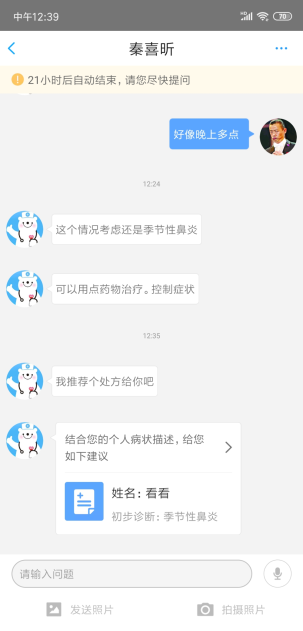 中午12:39
70
秦喜昕
21小时后自动结束，请您尽快提问
好像晚上多点
12:24
这个情况考虑还是季节性鼻炎
可以用点药物治疗。控制症状
12:35
我推荐个处方给你吧
结合您的个人病状描述，给您
如下建议
姓名：看看
初步诊断：季节性鼻炎
请输入问题
发送照片
拍摄照片